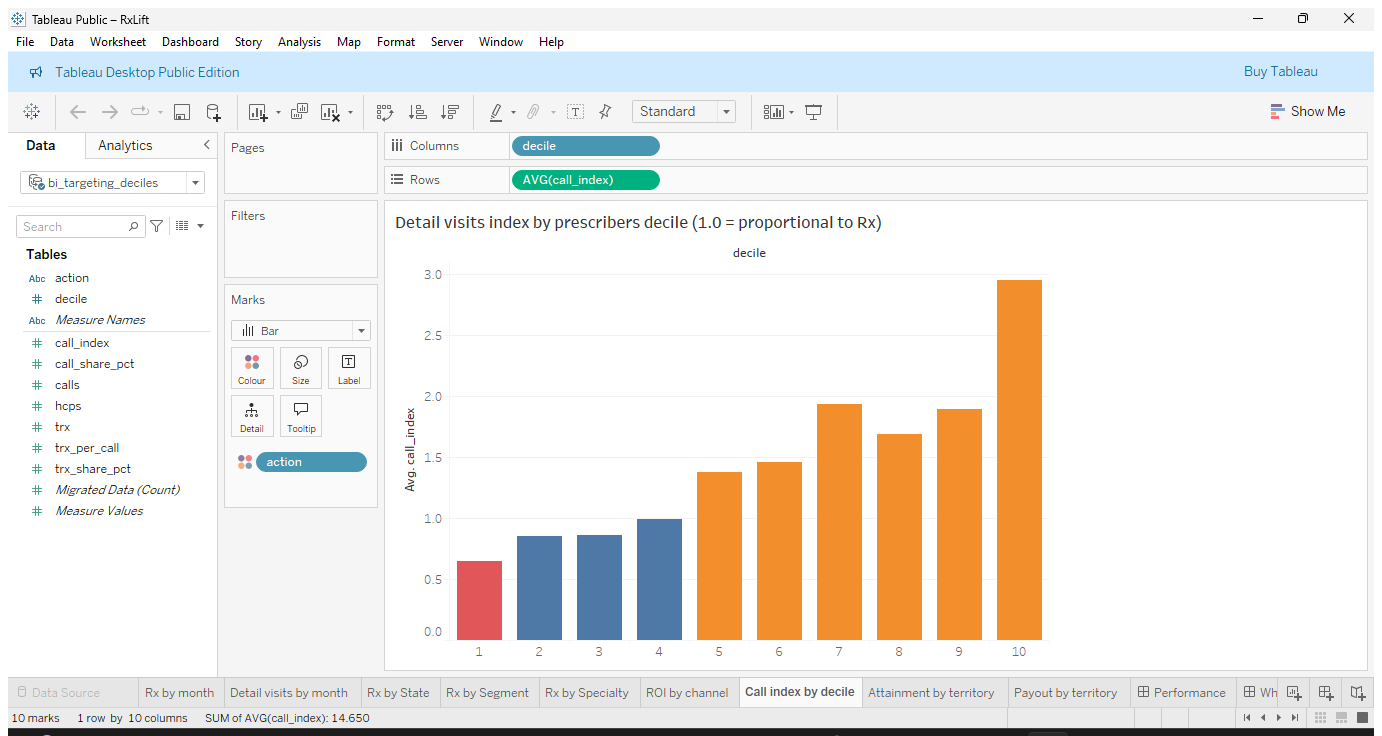 Tableau Public – RxLift
File Data Worksheet Dashboard Story Analysis Map Format Server Window Help
Tableau Desktop Public Edition
Buy Tableau
Standard
Show Me
Data
Analytics
bi_targeting_deciles
Search
Tables
Abc action
decile
Abc Measure Names
call_index
call_share_pct
calls
hcps
trx
trx_per_call
trx_share_pct
Migrated Data (Count)
Measure Values
Pages
Filters
Marks
Bar
Colour Size Label
Detail Tooltip
action
Columns decile
Rows AVG(call_index)
Detail visits index by prescribers decile (1.0 = proportional to Rx)
decile
Avg. call_index
3.0
2.5
2.0
1.5
1.0
0.5
0.0
1 2 3 4 5 6 7 8 9 10
Data Source Rx by month Detail visits by month Rx by State Rx by Segment Rx by Specialty ROI by channel Call index by decile Attainment by territory Payout by territory Performance Wh
10 marks 1 row by 10 columns SUM of AVG(call_index): 14.650